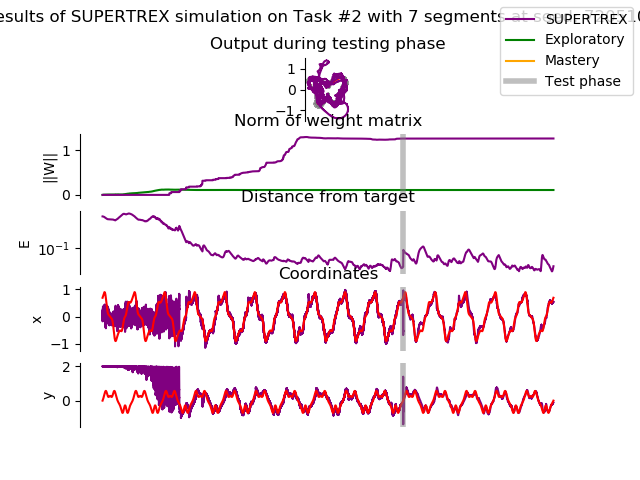 esults of SUPERTREX simulation on Task #2 with 7 segments at seed
SUPERTREX
Exploratory
Mastery
Test phase
Output during testing phase
1
0
−1
Norm of weight matrix
||W||
1
0
Distance from target
E
10⁻¹
Coordinates
x
1
0
−1
y
2
0